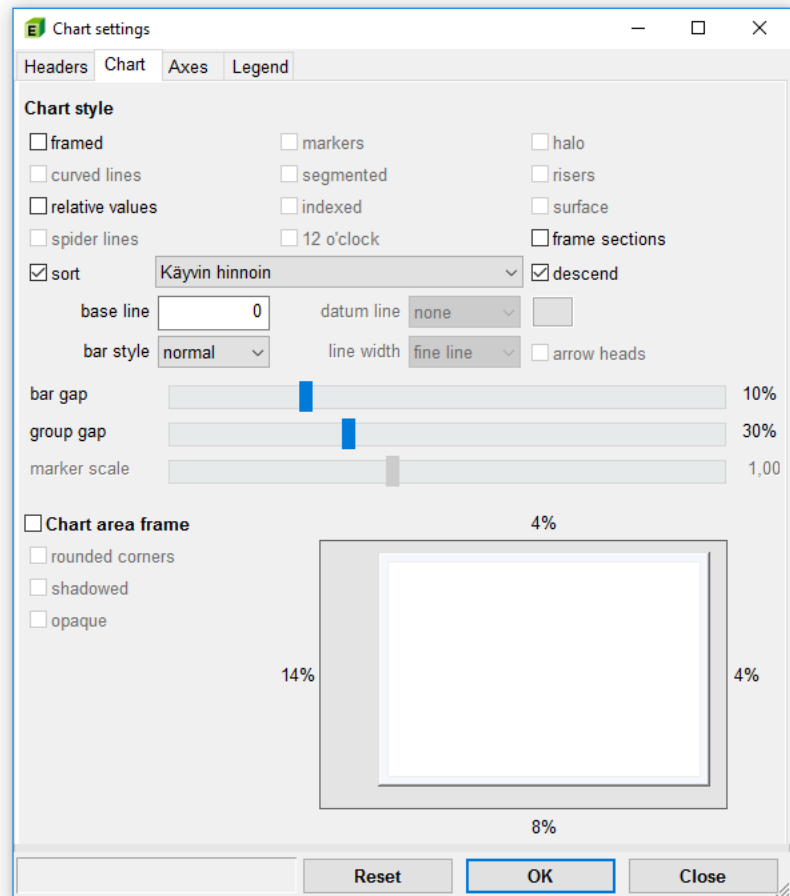 E Chart settings
Headers Chart Axes Legend
Chart style
framed markers halo
curved lines segmented risers
relative values indexed surface
spider lines 12 o'clock frame sections
sort Käyvin hinnoin descend
base line 0 datum line none
bar style normal line width fine line arrow heads
bar gap 10%
group gap 30%
marker scale 1,00
Chart area frame 4%
rounded corners
shadowed
opaque
14% 4%
8%
Reset OK Close